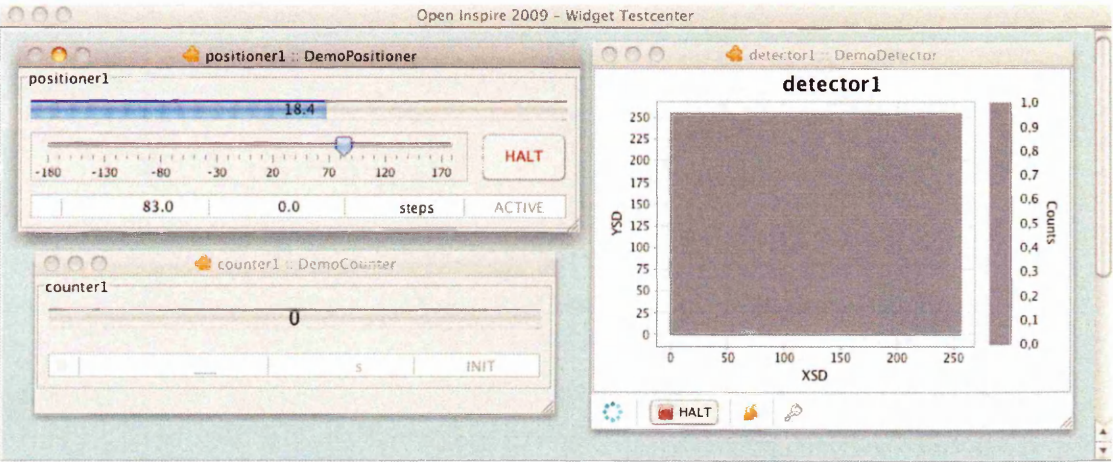 Open Inspire 2009 – Widget Testcenter
positioner1 :: DemoPositioner
positioner1
18.4
-180 -130 -80 -30 20 70 120 170
HALT
83.0 0.0 steps ACTIVE
counter1 :: DemoCounter
counter1
0
s INIT
detector1 :: DemoDetector
detector1
250
225
200
175
150
125
100
75
50
25
0
YSD
0 50 100 150 200 250
XSD
1,0
0,9
0,8
0,7
0,6
0,5
0,4
0,3
0,2
0,1
0,0
Counts
HALT